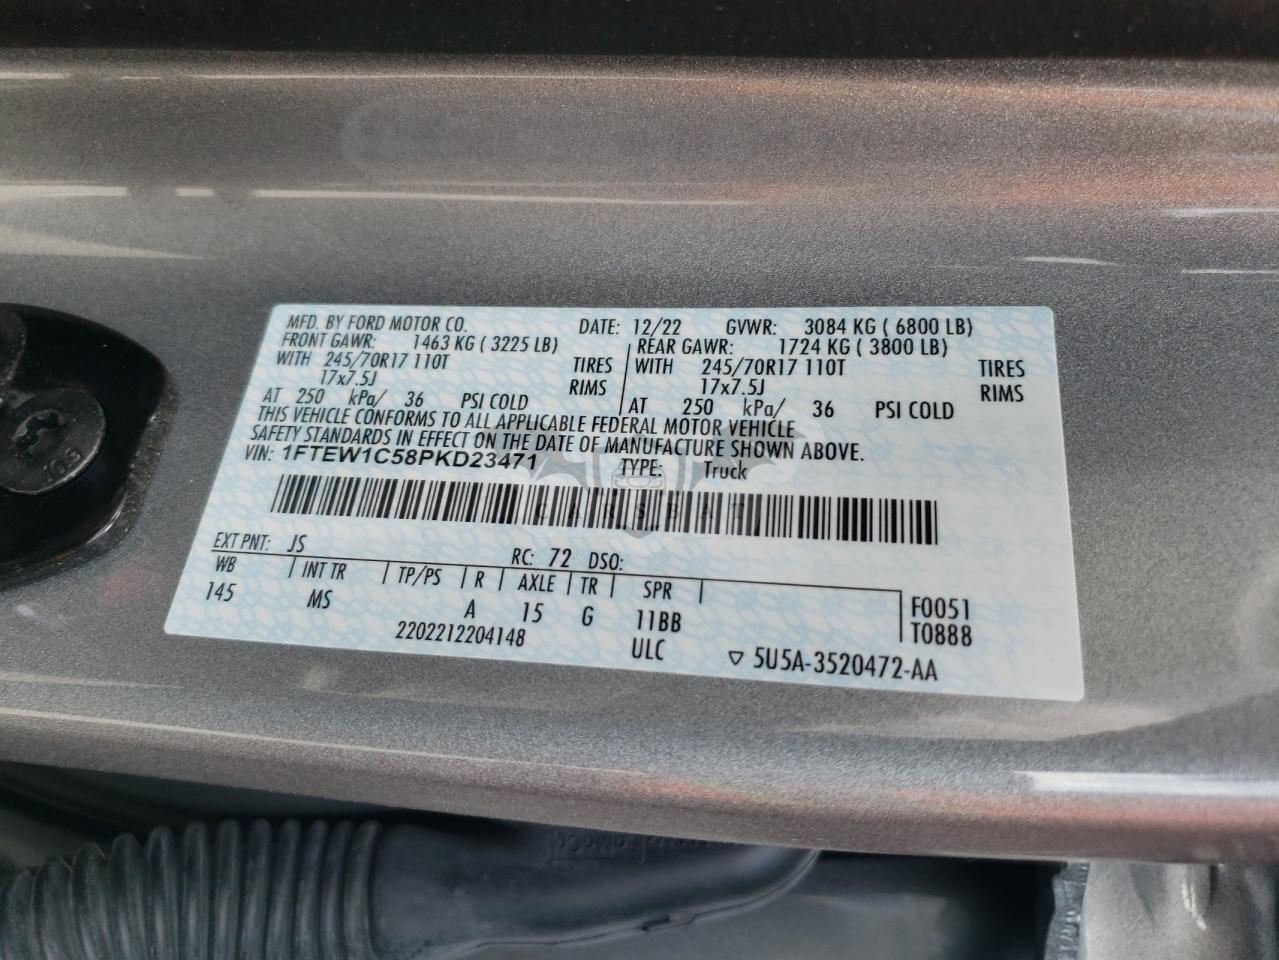 MFD. BY FORD MOTOR CO. DATE: 12/22 GVWR: 3084 KG ( 6800 LB)
FRONT GAWR: 1463 KG ( 3225 LB) REAR GAWR: 1724 KG ( 3800 LB)
WITH 245/70R17 110T TIRES WITH 245/70R17 110T TIRES
17x7.5J RIMS 17x7.5J RIMS
AT 250 kPa/ 36 PSI COLD AT 250 kPa/ 36 PSI COLD
THIS VEHICLE CONFORMS TO ALL APPLICABLE FEDERAL MOTOR VEHICLE
SAFETY STANDARDS IN EFFECT ON THE DATE OF MANUFACTURE SHOWN ABOVE.
VIN: 1FTEW1C58PKD23471 TYPE: Truck
CARSBAT
EXT PNT: JS RC: 72 DSO:
WB INT TR TP/PS R AXLE TR SPR F0051
145 MS A 15 G 11BB T0888
2202212204148 ULC ▽ 5U5A-3520472-AA